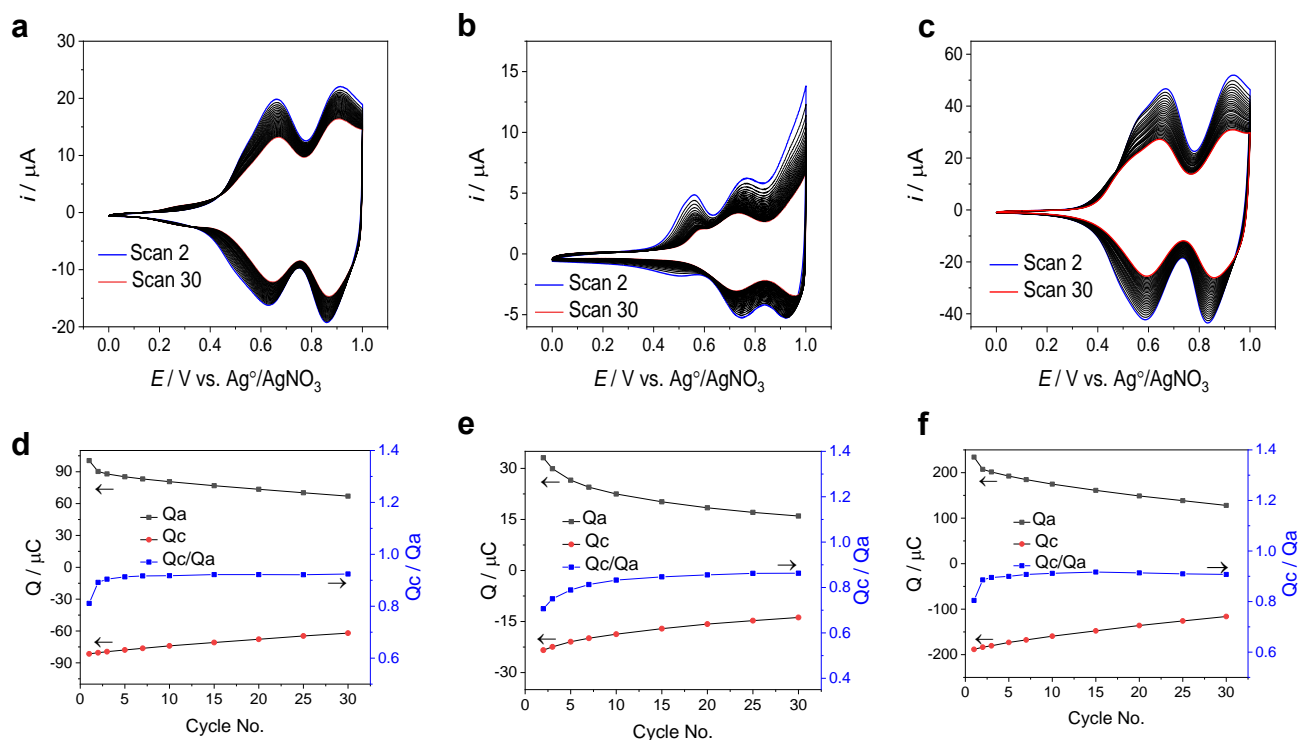 a
30
20
10
0
-10
-20
i / µA
Scan 2
Scan 30
0.0 0.2 0.4 0.6 0.8 1.0
E / V vs. Ag°/AgNO₃
b
15
10
5
0
-5
i / µA
Scan 2
Scan 30
0.0 0.2 0.4 0.6 0.8 1.0
E / V vs. Ag°/AgNO₃
c
60
40
20
0
-20
-40
i / µA
Scan 2
Scan 30
0.0 0.2 0.4 0.6 0.8 1.0
E / V vs. Ag°/AgNO₃
d
90
60
30
0
-30
-60
-90
Q / µC
Qa
Qc
Qc/Qa
1.4
1.2
1.0
0.9
0.8
0.6
Qc / Qa
0 5 10 15 20 25 30
Cycle No.
e
30
15
0
-15
-30
Q / µC
Qa
Qc
Qc/Qa
1.4
1.2
1.0
0.9
0.8
0.6
0.4
Qc / Qa
0 5 10 15 20 25 30
Cycle No.
f
200
100
0
-100
-200
Q / µC
Qa
Qc
Qc/Qa
1.4
1.2
1.0
0.9
0.8
0.6
Qc / Qa
0 5 10 15 20 25 30
Cycle No.